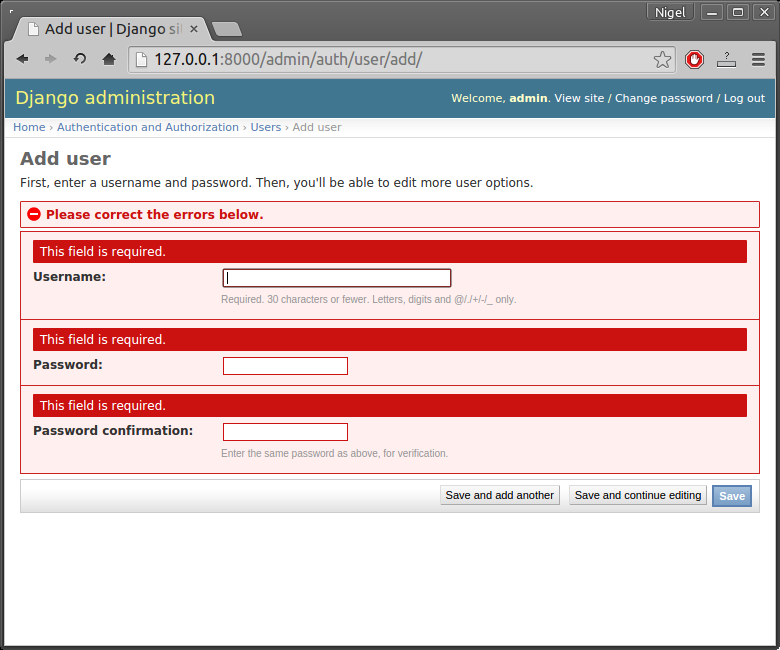 Nigel
Add user | Django si
127.0.0.1:8000/admin/auth/user/add/
?
Django administration
Welcome, admin. View site / Change password / Log out
Home › Authentication and Authorization › Users › Add user
Add user
First, enter a username and password. Then, you'll be able to edit more user options.
Please correct the errors below.
This field is required.
Username:
Required. 30 characters or fewer. Letters, digits and @/./+/-/_ only.
This field is required.
Password:
This field is required.
Password confirmation:
Enter the same password as above, for verification.
Save and add another Save and continue editing Save